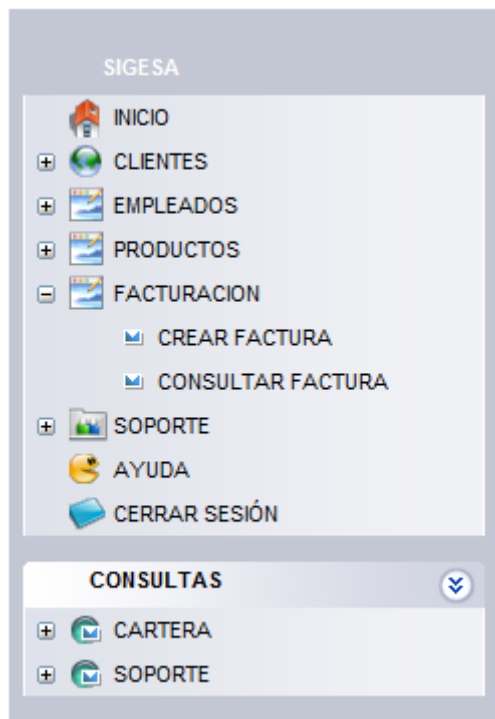 SIGESA
INICIO
CLIENTES
EMPLEADOS
PRODUCTOS
FACTURACION
CREAR FACTURA
CONSULTAR FACTURA
SOPORTE
AYUDA
CERRAR SESIÓN
CONSULTAS
CARTERA
SOPORTE